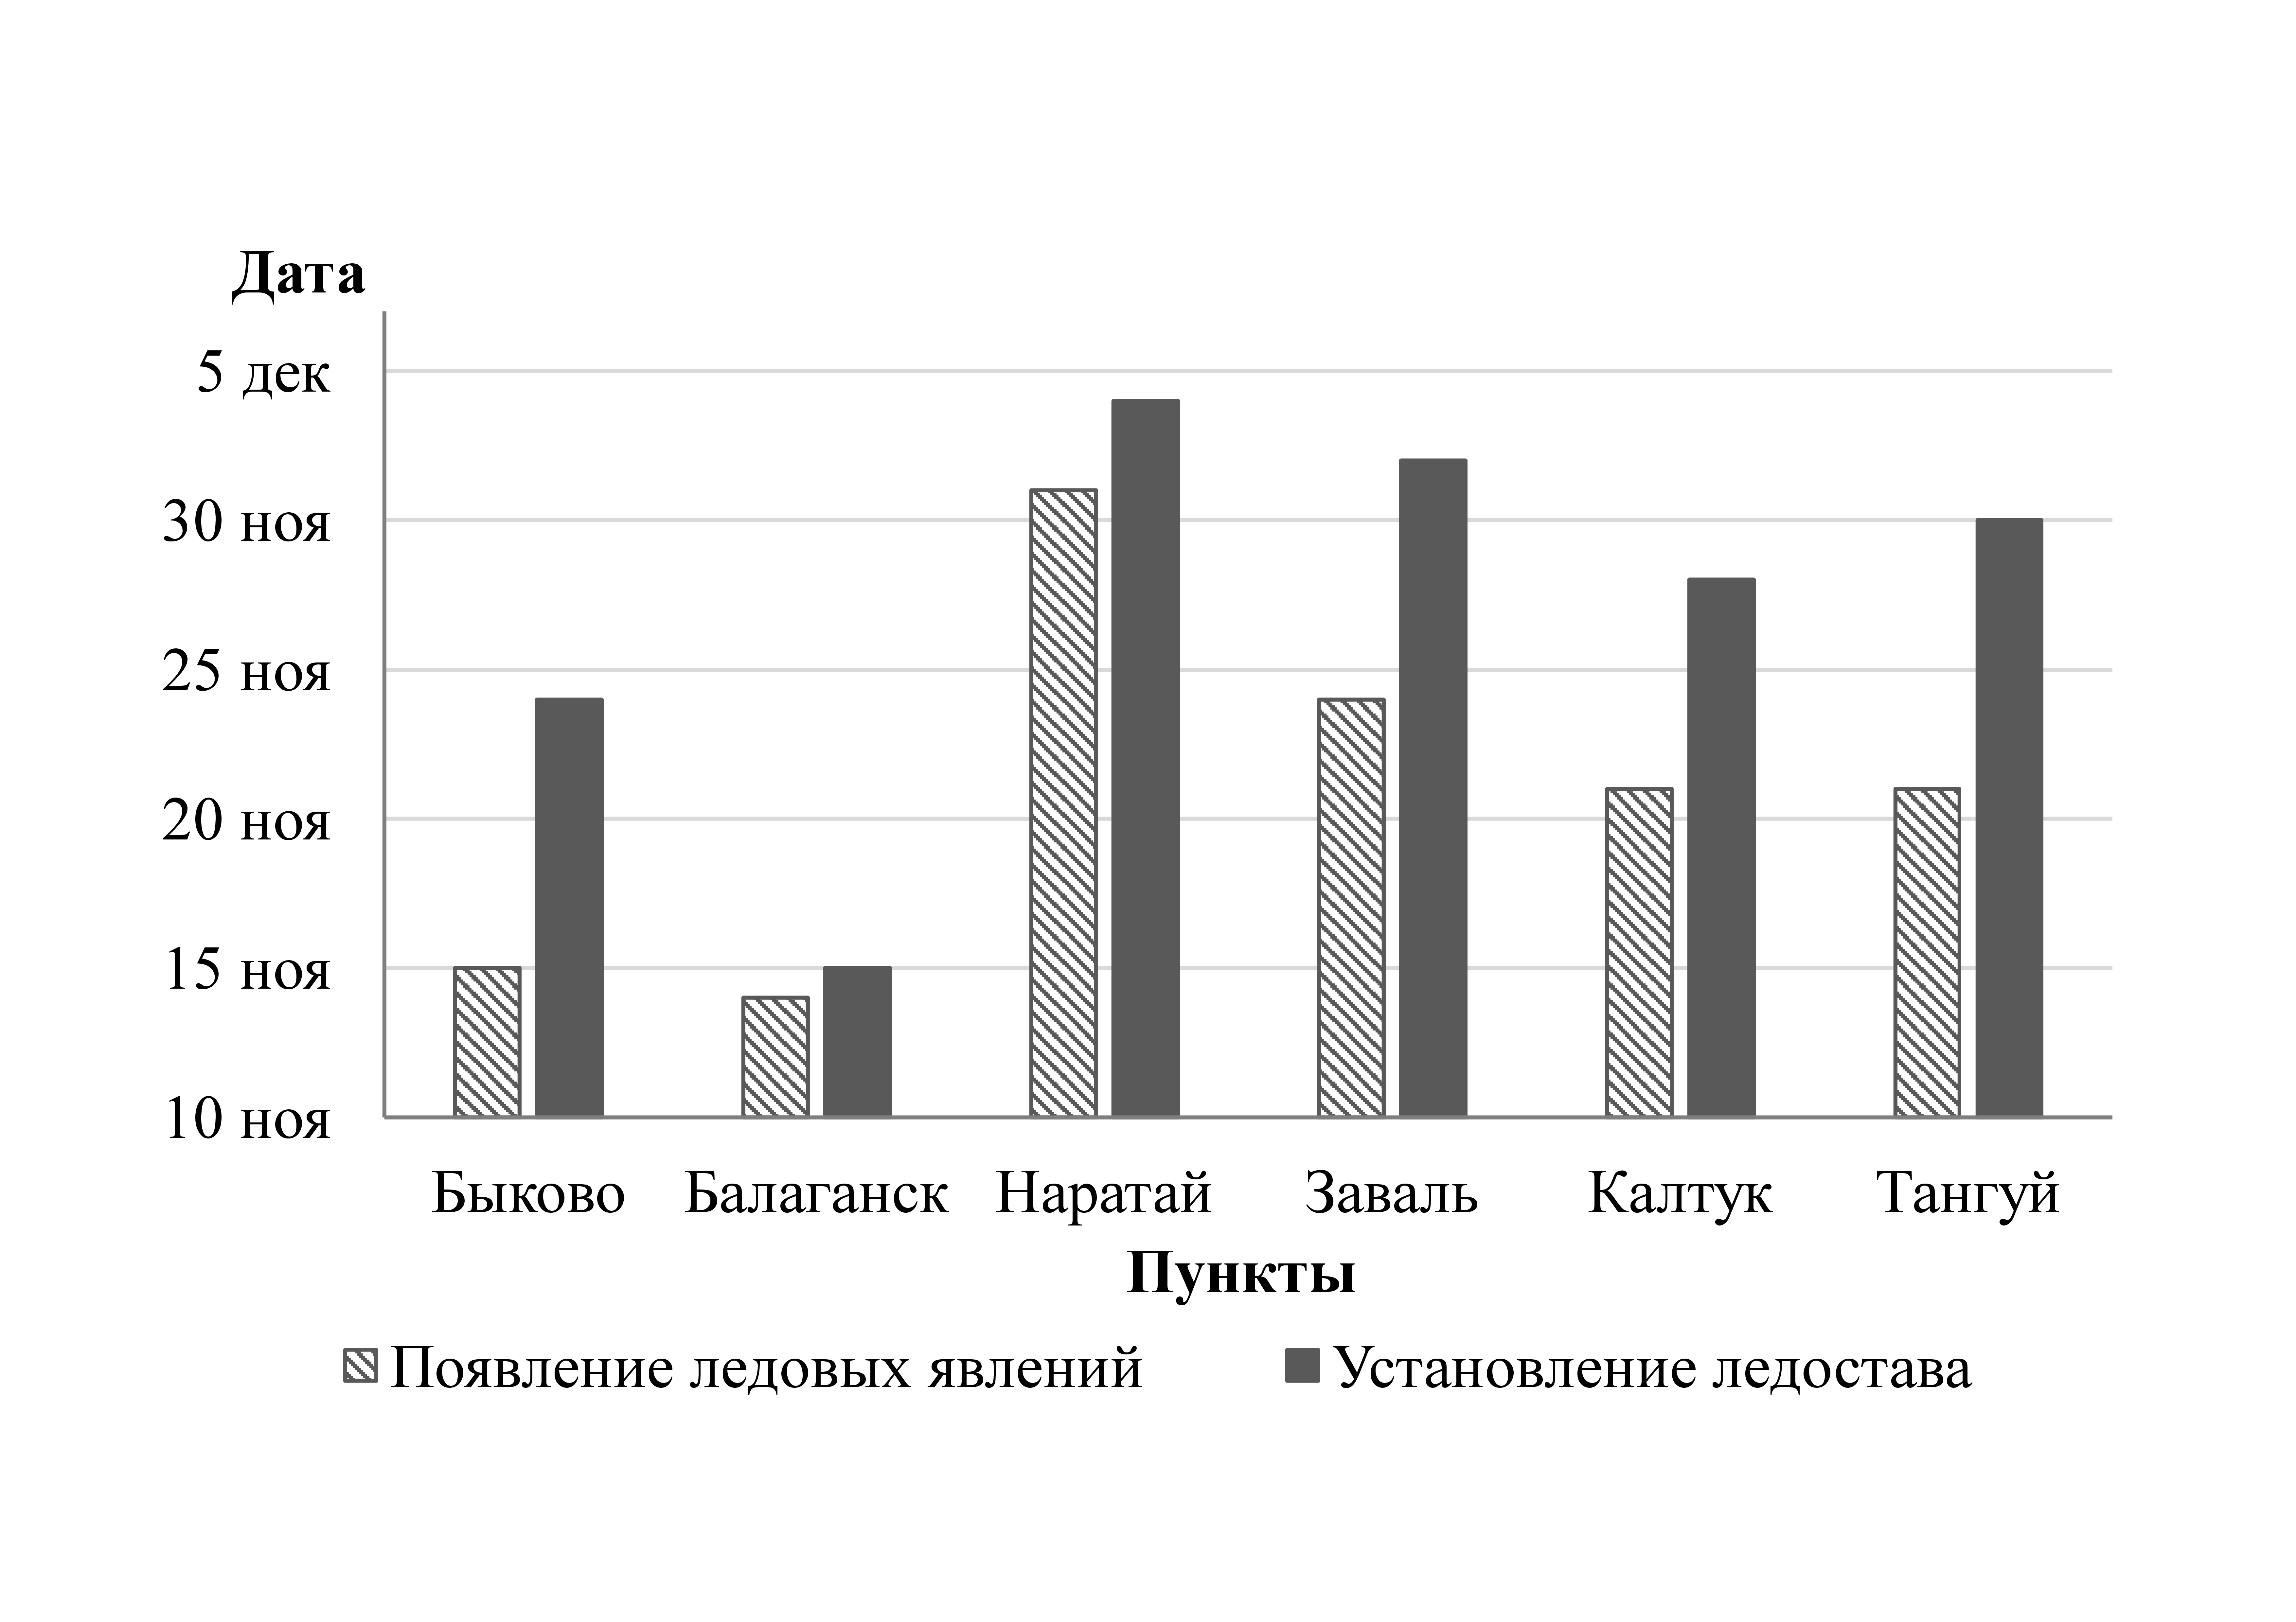 Дата
5 дек
30 ноя
25 ноя
20 ноя
15 ноя
10 ноя
Быково Балаганск Наратай Заваль Калтук Тангуй
Пункты
Появление ледовых явлений Установление ледостава